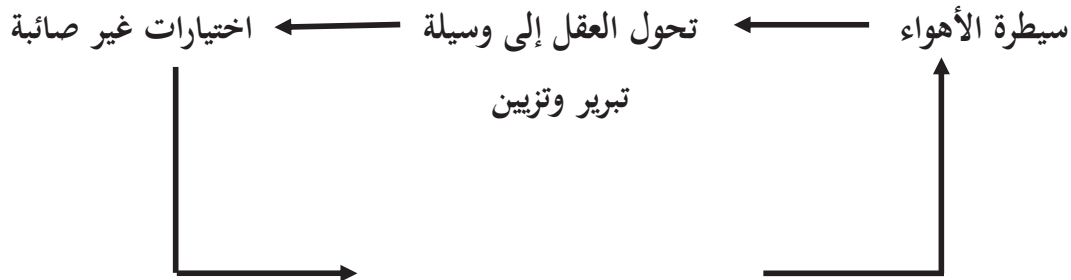 سيطرة الأهواء
تحول العقل إلى وسيلة
تبرير وتزيين
اختيارات غير صائبة